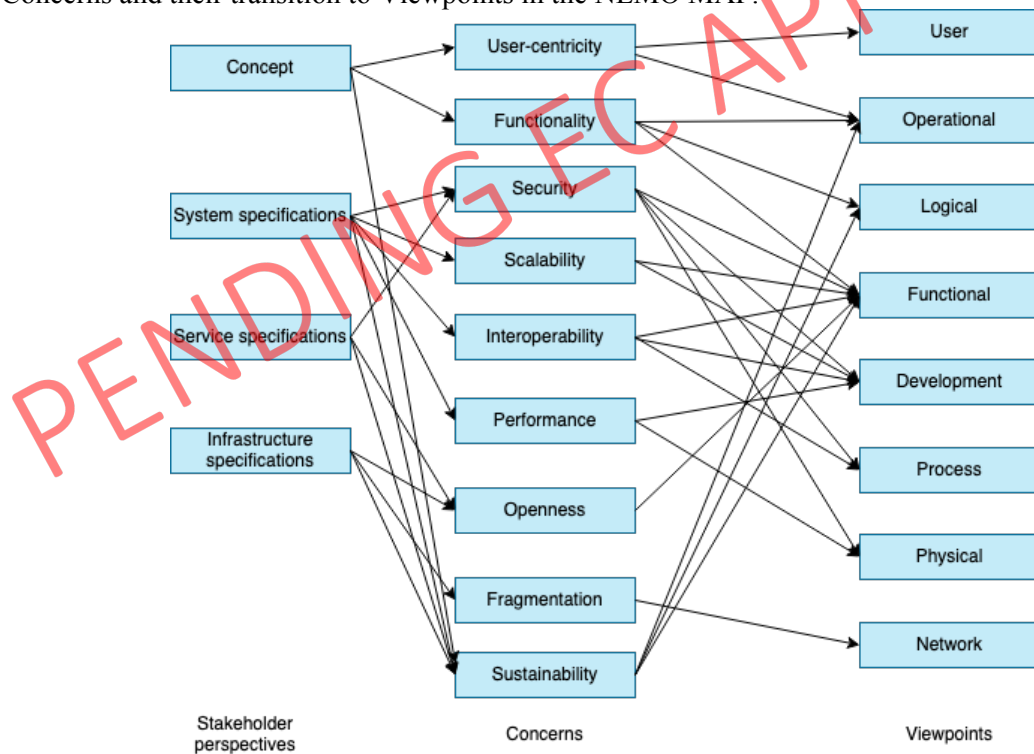 Concerns and their transition to Viewpoints in the NEMO MAP.
Concept
System specifications
Service specifications
Infrastructure
specifications
Stakeholder
perspectives
User-centricity
Functionality
Security
Scalability
Interoperability
Performance
Openness
Fragmentation
Sustainability
Concerns
User
Operational
Logical
Functional
Development
Process
Physical
Network
Viewpoints
PENDING EC AP